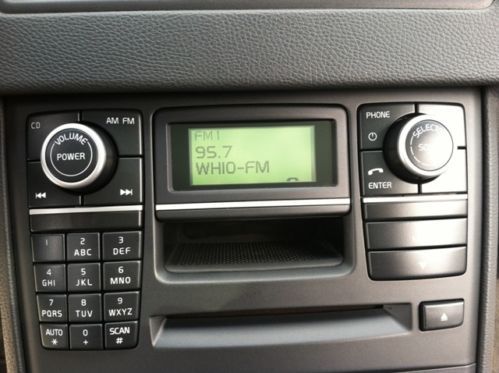 CD
AM FM
VOLUME
POWER
FM1
95.7
WHIO-FM
PHONE
SELECT
SOUND
ENTER
1
2
ABC
3
DEF
4
GHI
5
JKL
6
MNO
7
PQRS
8
TUV
9
WXYZ
AUTO
*
0
+
SCAN
#